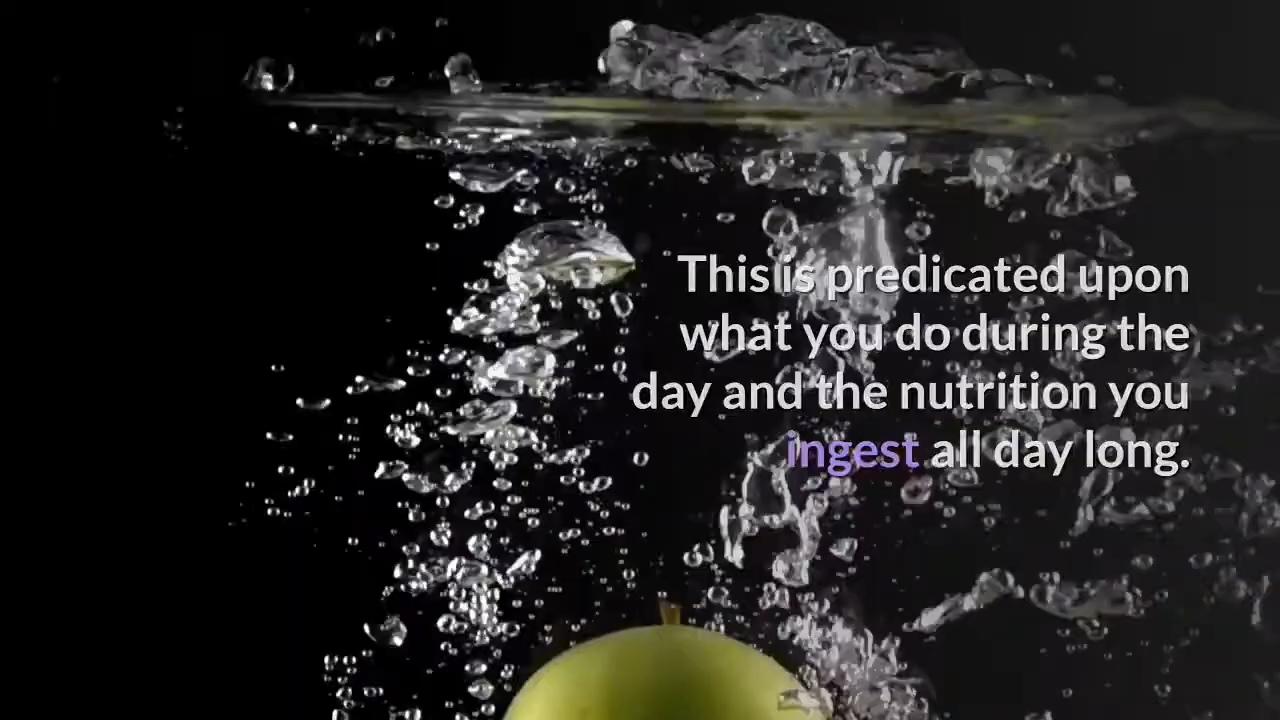 This is predicated upon
what you do during the
day and the nutrition you
ingest all day long.